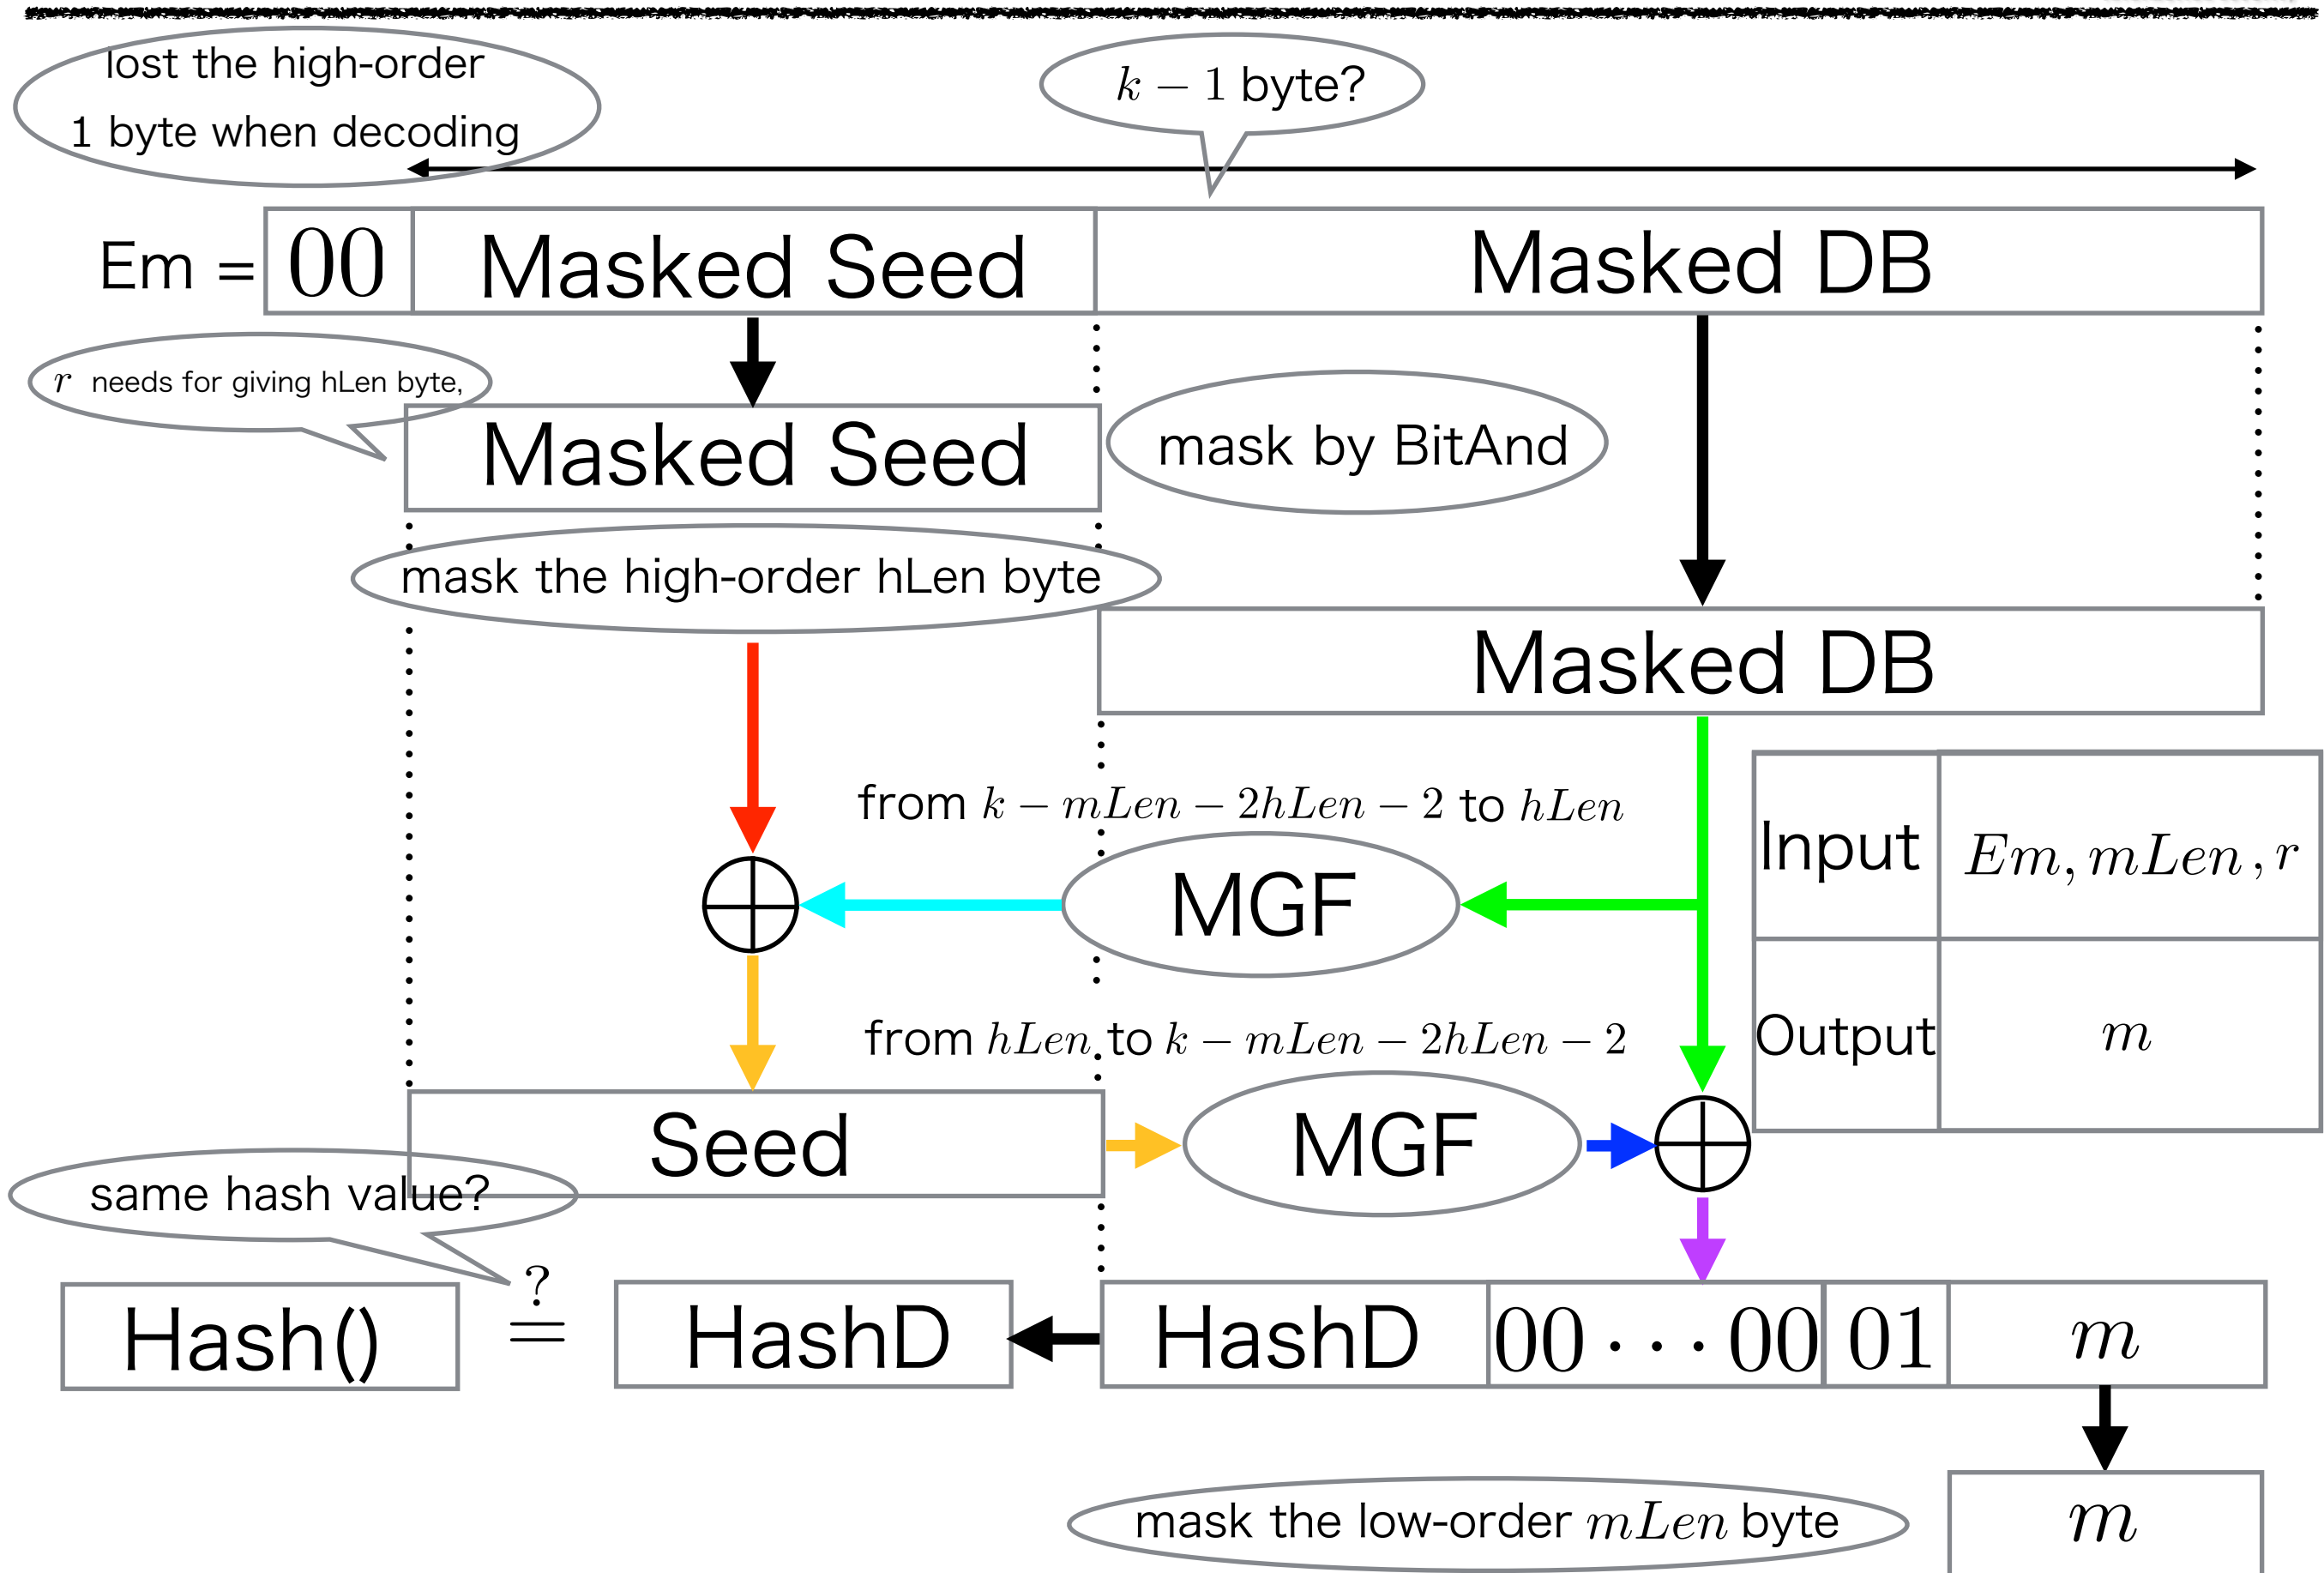 lost the high-order
1 byte when decoding
k − 1 byte?
Em = 00 Masked Seed Masked DB
r needs for giving hLen byte,
Masked Seed
mask by BitAnd
mask the high-order hLen byte
Masked DB
from k − mLen − 2hLen − 2 to hLen
MGF
Input Em, mLen, r
from hLen to k − mLen − 2hLen − 2
Output m
Seed
MGF
same hash value?
Hash() ?= HashD
HashD 00 ⋯ 00 01 m
mask the low-order mLen byte
m